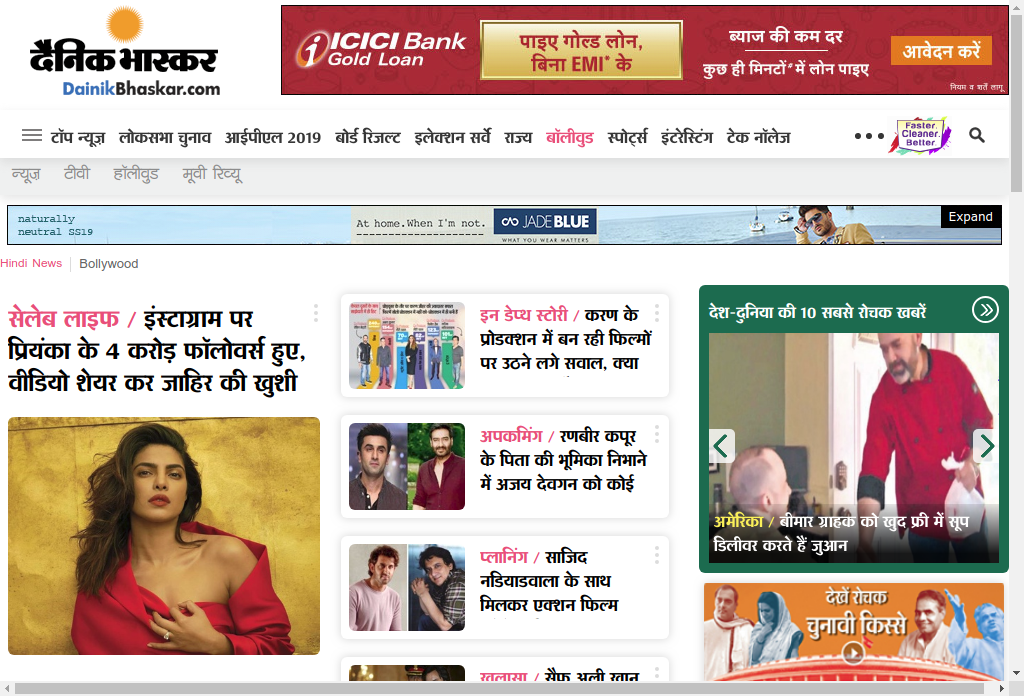 दैनिक भास्कर
DainikBhaskar.com
ICICI Bank
Gold Loan
पाइए गोल्ड लोन,
बिना EMI* के
ब्याज की कम दर
कुछ ही मिनटों* में लोन पाइए
आवेदन करें
नियम व शर्तें लागू
टॉप न्यूज़ लोकसभा चुनाव आईपीएल 2019 बोर्ड रिजल्ट इलेक्शन सर्वे राज्य बॉलीवुड स्पोर्ट्स इंटरेस्टिंग टेक नॉलेज
Faster.
Cleaner.
Better.
न्यूज़ टीवी हॉलीवुड मूवी रिव्यू
naturally
neutral SS19
At home.When I'm not.
JADE BLUE
WHAT YOU WEAR MATTERS
Expand
Hindi News Bollywood
सेलेब लाइफ / इंस्टाग्राम पर
प्रियंका के 4 करोड़ फॉलोवर्स हुए,
वीडियो शेयर कर जाहिर की खुशी
इन डेप्थ स्टोरी / करण के
प्रोडक्शन में बन रही फिल्मों
पर उठने लगे सवाल, क्या
अपकमिंग / रणबीर कपूर
के पिता की भूमिका निभाने
में अजय देवगन को कोई
प्लानिंग / साजिद
नडियाडवाला के साथ
मिलकर एक्शन फिल्म
खुलासा / सैफ अली खान
देश-दुनिया की 10 सबसे रोचक खबरें
अमेरिका / बीमार ग्राहक को खुद फ्री में सूप
डिलीवर करते हैं जुआन
देखें रोचक
चुनावी किस्से